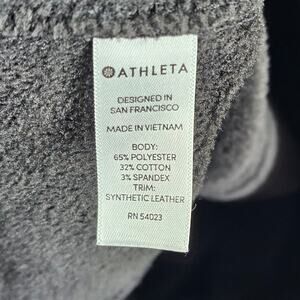 ATHLETA
DESIGNED IN
SAN FRANCISCO
MADE IN VIETNAM
BODY:
65% POLYESTER
32% COTTON
3% SPANDEX
TRIM:
SYNTHETIC LEATHER
RN 54023